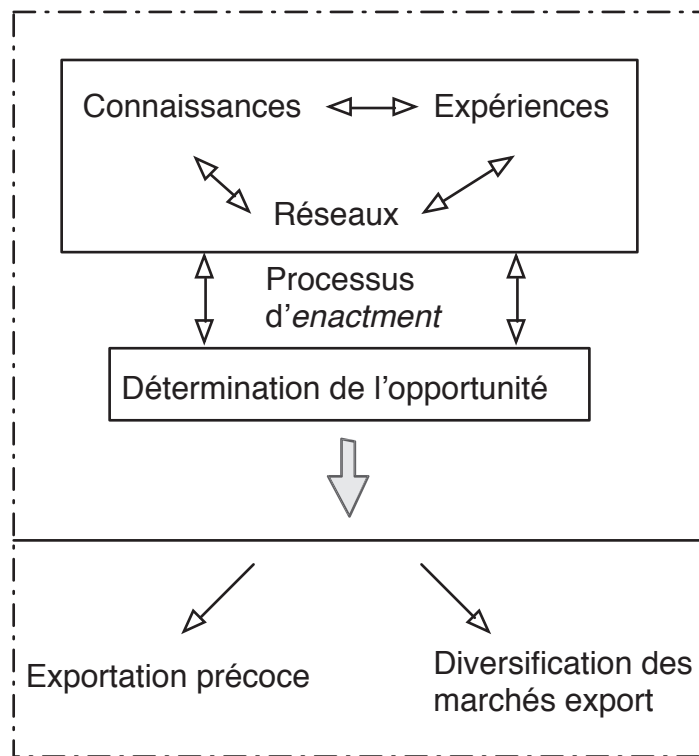 Connaissances
Expériences
Réseaux
Processus
d’enactment
Détermination de l’opportunité
Exportation précoce
Diversification des
marchés export